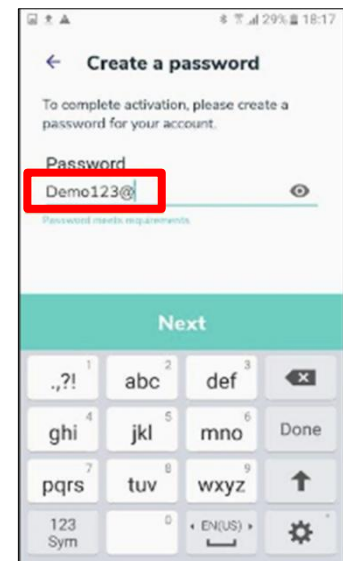 29% 18:17
← Create a password
To complete activation, please create a
password for your account.
Password
Demo123@
Password meets requirements
Next
.,?! 1
abc 2
def 3
ghi 4
jkl 5
mno 6
Done
pqrs 7
tuv 8
wxyz 9
123
Sym
0
EN(US)